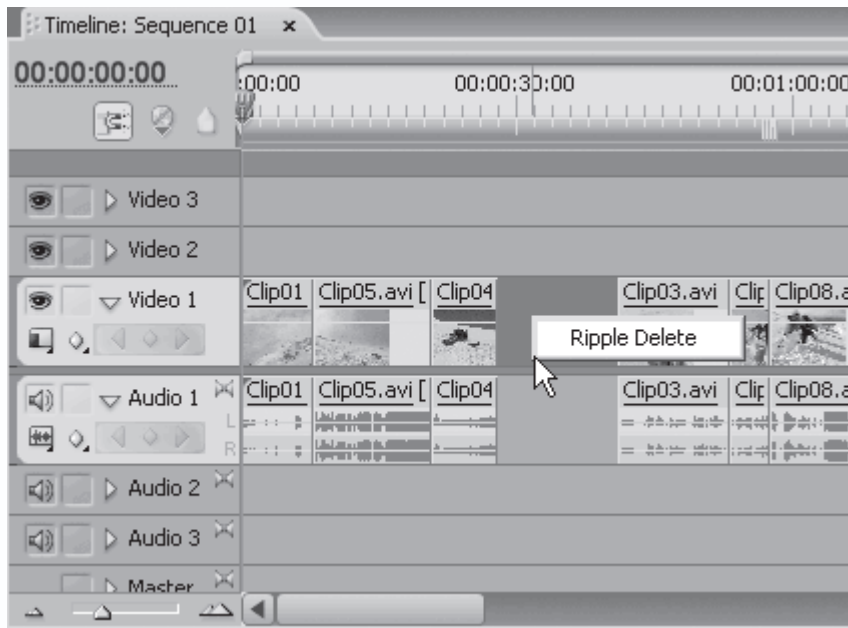 Timeline: Sequence 01 ×
00:00:00:00
:00:00 00:00:30:00 00:01:00:00
Video 3
Video 2
Video 1
Clip01 Clip05.avi [ Clip04 Clip03.avi Clip Clip08.a
Ripple Delete
Audio 1
Clip01 Clip05.avi [ Clip04 Clip03.avi Clip Clip08.a
L
R
Audio 2
Audio 3
Master